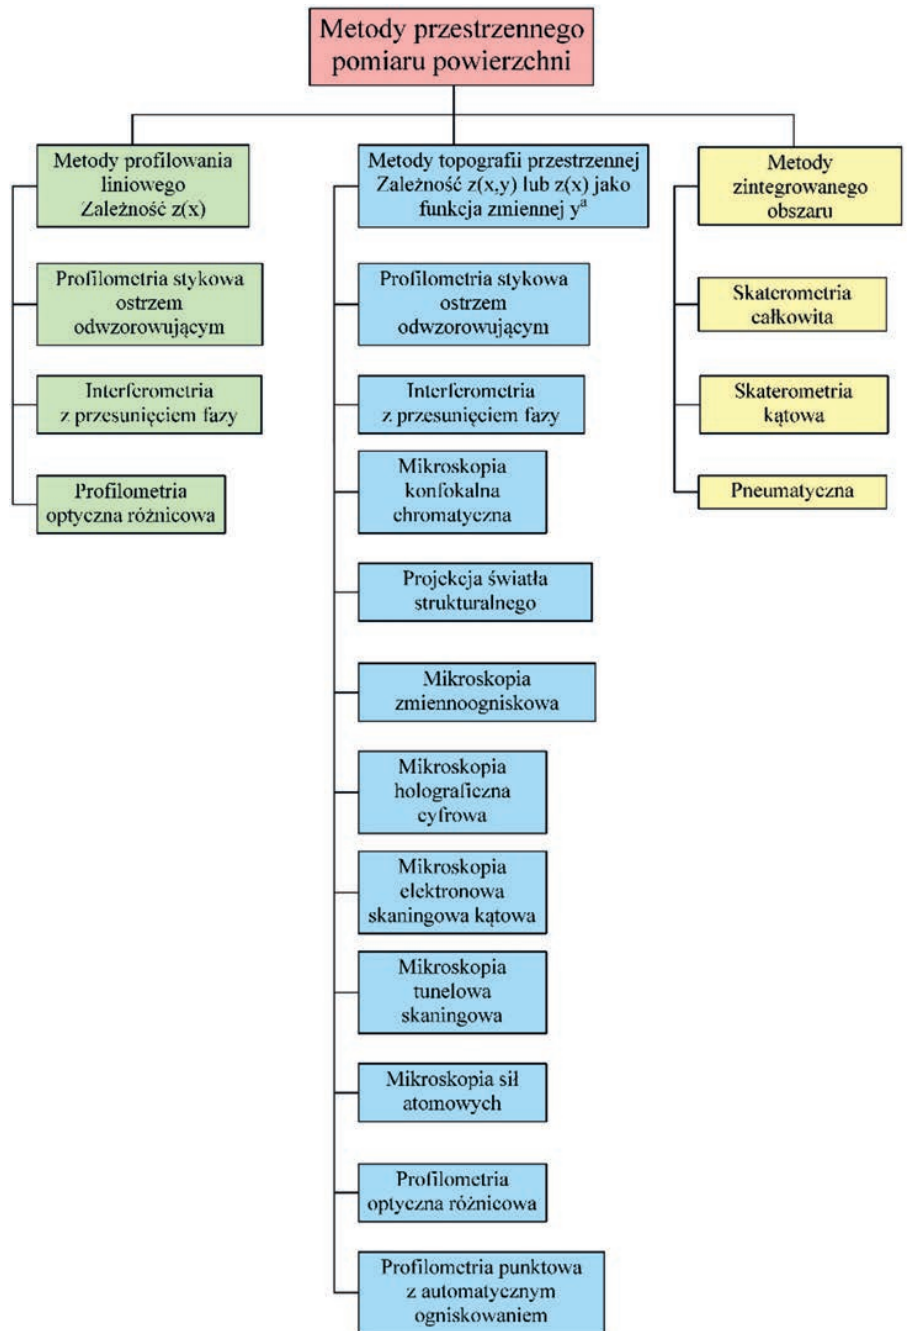 Metody przestrzennego
pomiaru powierzchni
Metody profilowania
liniowego
Zależność z(x)
Profilometria stykowa
ostrzem
odwzorowującym
Interferometria
z przesunięciem fazy
Profilometria
optyczna różnicowa
Metody topografii przestrzennej
Zależność z(x,y) lub z(x) jako
funkcja zmiennej yᵃ
Profilometria stykowa
ostrzem
odwzorowującym
Interferometria
z przesunięciem fazy
Mikroskopia
konfokalna
chromatyczna
Projekcja światła
strukturalnego
Mikroskopia
zmiennoogniskowa
Mikroskopia
holograficzna
cyfrowa
Mikroskopia
elektronowa
skaningowa kątowa
Mikroskopia
tunelowa
skaningowa
Mikroskopia sił
atomowych
Profilometria
optyczna różnicowa
Profilometria punktowa
z automatycznym
ogniskowaniem
Metody
zintegrowanego
obszaru
Skaterometria
całkowita
Skaterometria
kątowa
Pneumatyczna